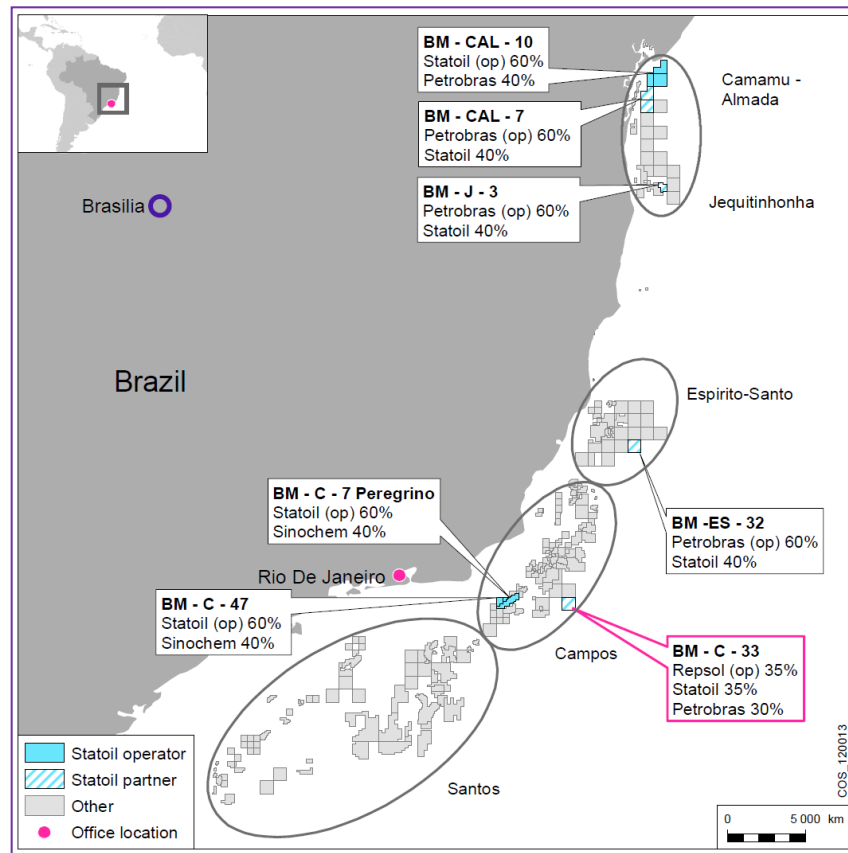 BM - CAL - 10
Statoil (op) 60%
Petrobras 40%
Camamu -
Almada
BM - CAL - 7
Petrobras (op) 60%
Statoil 40%
BM - J - 3
Petrobras (op) 60%
Statoil 40%
Jequitinhonha
Brasilia
Brazil
Espirito-Santo
BM - C - 7 Peregrino
Statoil (op) 60%
Sinochem 40%
BM -ES - 32
Petrobras (op) 60%
Statoil 40%
Rio De Janeiro
BM - C - 47
Statoil (op) 60%
Sinochem 40%
Campos
BM - C - 33
Repsol (op) 35%
Statoil 35%
Petrobras 30%
Santos
Statoil operator
Statoil partner
Other
Office location
0 5 000 km
COS_120013